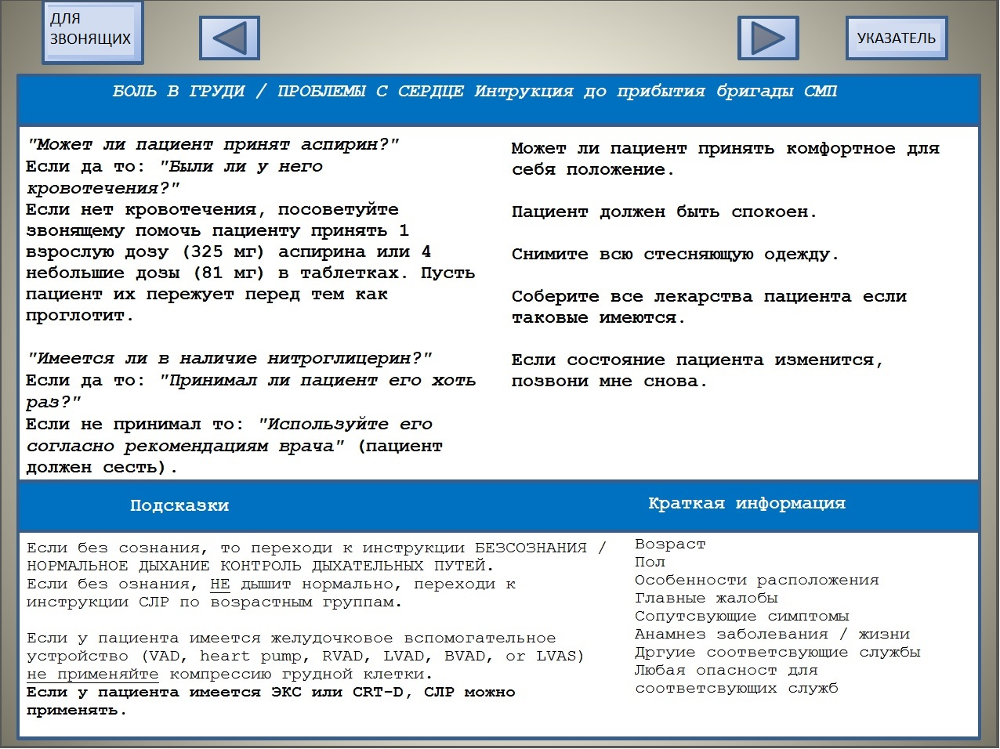 ДЛЯ
ЗВОНЯЩИХ
УКАЗАТЕЛЬ
БОЛЬ В ГРУДИ / ПРОБЛЕМЫ С СЕРДЦЕ Интрукция до прибытия бригады СМП
"Может ли пациент принят аспирин?"
Если да то: "Были ли у него
кровотечения?"
Если нет кровотечения, посоветуйте
звонящему помочь пациенту принять 1
взрослую дозу (325 мг) аспирина или 4
небольшие дозы (81 мг) в таблетках. Пусть
пациент их пережует перед тем как
проглотит.
"Имеется ли в наличие нитроглицерин?"
Если да то: "Принимал ли пациент его хоть
раз?"
Если не принимал то: "Используйте его
согласно рекомендациям врача" (пациент
должен сесть).
Может ли пациент принять комфортное для
себя положение.
Пациент должен быть спокоен.
Снимите всю стесняющую одежду.
Соберите все лекарства пациента если
таковые имеются.
Если состояние пациента изменится,
позвони мне снова.
Подсказки
Если без сознания, то переходи к инструкции БЕЗСОЗНАНИЯ /
НОРМАЛЬНОЕ ДЫХАНИЕ КОНТРОЛЬ ДЫХАТЕЛЬНЫХ ПУТЕЙ.
Если без ознания, НЕ дышит нормально, переходи к
инструкции СЛР по возрастным группам.
Если у пациента имеется желудочковое вспомогательное
устройство (VAD, heart pump, RVAD, LVAD, BVAD, or LVAS)
не применяйте компрессию грудной клетки.
Если у пациента имеется ЭКС или CRT-D, СЛР можно
применять.
Краткая информация
Возраст
Пол
Особенности расположения
Главные жалобы
Сопутсвующие симптомы
Анамнез заболевания / жизни
Дргуие соответсвующие службы
Любая опасност для
соответсвующих служб